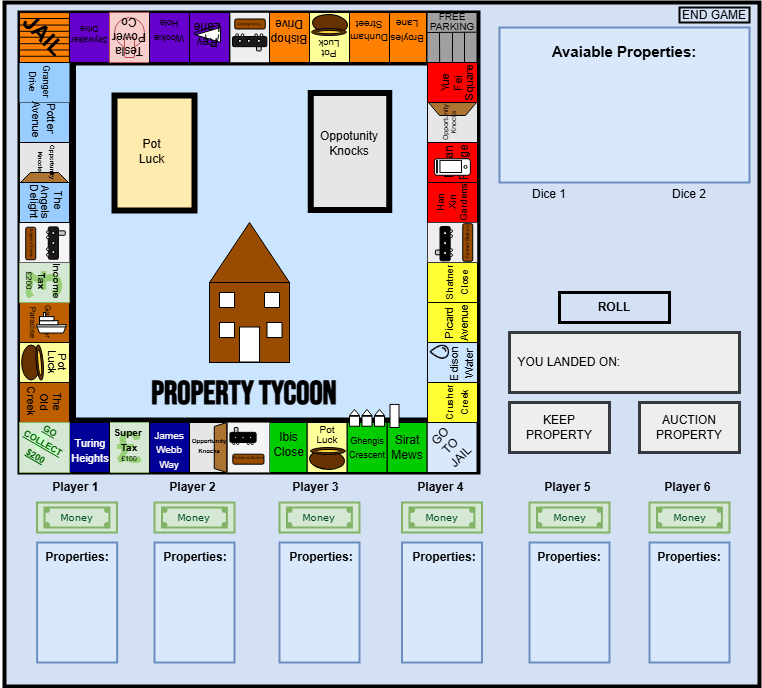 END GAME
JAIL
Skywalker
Drive
Tesla
Power
Co
Wookie
Hole
Rey
Lane
Bishop
Drive
Pot
Luck
Dunham
Street
Broyles
Lane
FREE
PARKING
Avaiable Properties:
Granger
Drive
Potter
Avenue
Opportunity
Knocks
The
Angels
Delight
Income
Tax
£200
Paradise
Pot
Luck
The
Old
Creek
Pot
Luck
Oppotunity
Knocks
PROPERTY TYCOON
Yue
Fei
Square
Opportunity
Knocks
Han
Xin
Gardens
Shatner
Close
Picard
Avenue
Edison
Water
Crusher
Creek
Dice 1
Dice 2
ROLL
YOU LANDED ON:
KEEP
PROPERTY
AUCTION
PROPERTY
GO
COLLECT
$200
Turing
Heights
Super
Tax
£100
James
Webb
Way
Opportunity
Knocks
Ibis
Close
Pot
Luck
Ghengis
Crescent
Sirat
Mews
GO
TO
JAIL
Player 1
Player 2
Player 3
Player 4
Player 5
Player 6
Money
Money
Money
Money
Money
Money
Properties:
Properties:
Properties:
Properties:
Properties:
Properties: